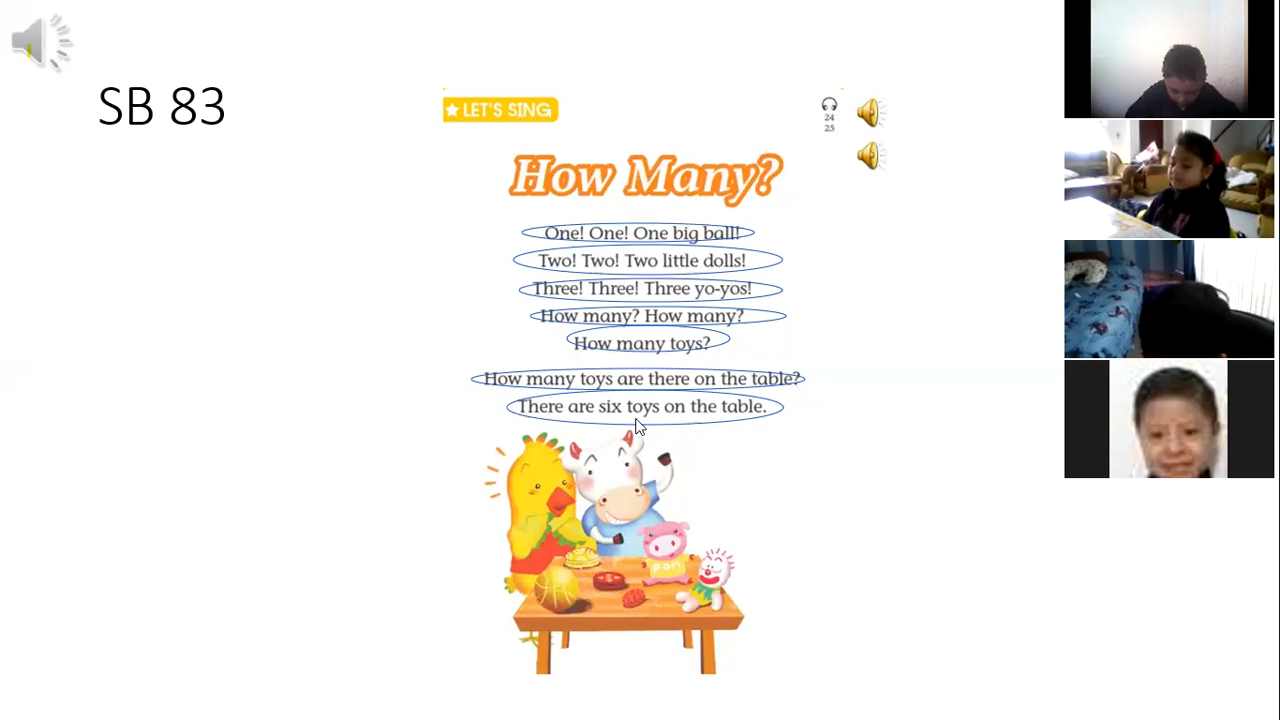 SB 83
★ LET'S SING
24
25
How Many?
One! One! One big ball!
Two! Two! Two little dolls!
Three! Three! Three yo-yos!
How many? How many?
How many toys?
How many toys are there on the table?
There are six toys on the table.
pon